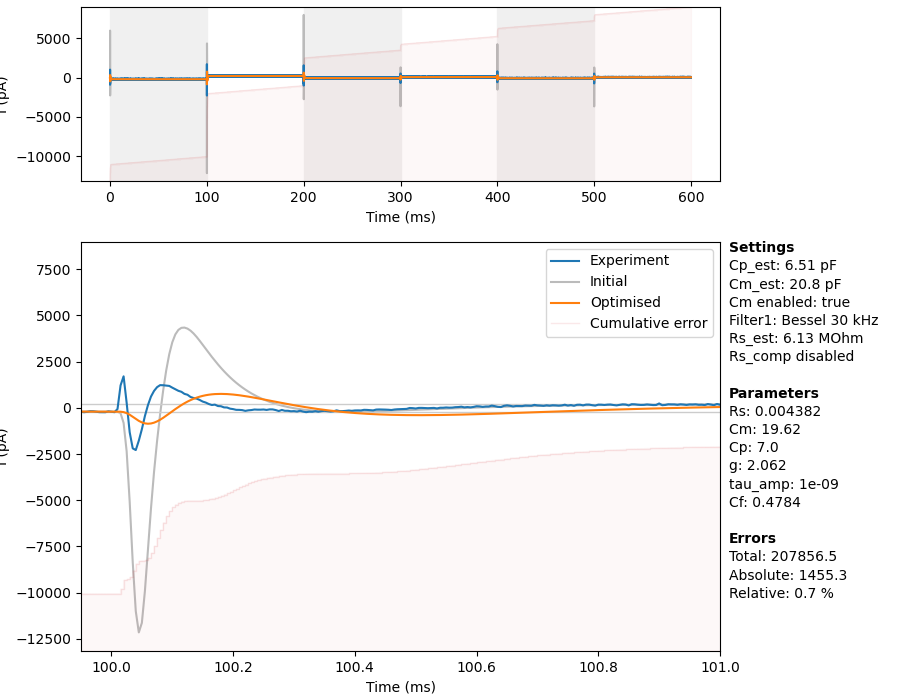 5000
0
−5000
−10000
I (pA)
0 100 200 300 400 500 600
Time (ms)
7500
5000
2500
0
−2500
−5000
−7500
−10000
−12500
I (pA)
100.0 100.2 100.4 100.6 100.8 101.0
Time (ms)
Experiment
Initial
Optimised
Cumulative error
Settings
Cp_est: 6.51 pF
Cm_est: 20.8 pF
Cm enabled: true
Filter1: Bessel 30 kHz
Rs_est: 6.13 MOhm
Rs_comp disabled
Parameters
Rs: 0.004382
Cm: 19.62
Cp: 7.0
g: 2.062
tau_amp: 1e-09
Cf: 0.4784
Errors
Total: 207856.5
Absolute: 1455.3
Relative: 0.7 %